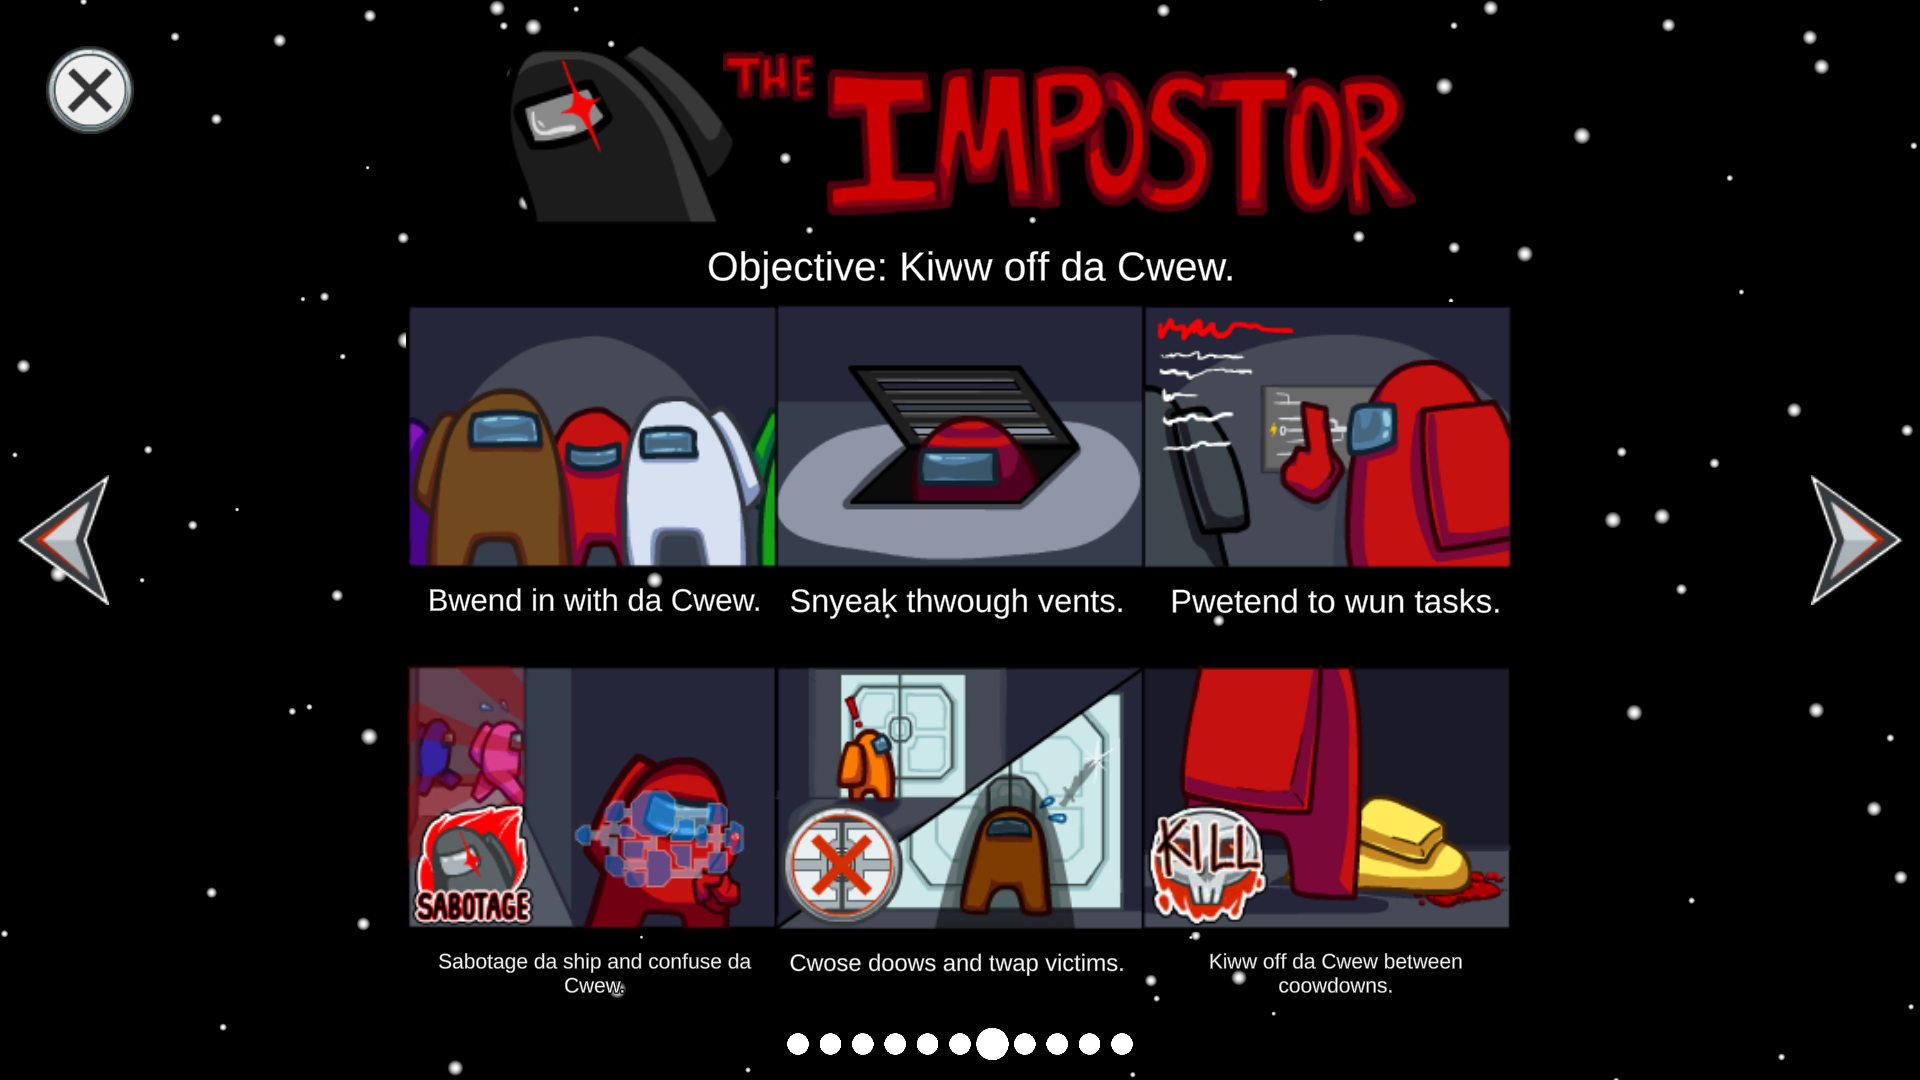 THE IMPOSTOR
Objective: Kiww off da Cwew.
Bwend in with da Cwew.
Snyeak thwough vents.
Pwetend to wun tasks.
SABOTAGE
KILL
Sabotage da ship and confuse da
Cwew.
Cwose doows and twap victims.
Kiww off da Cwew between
coowdowns.